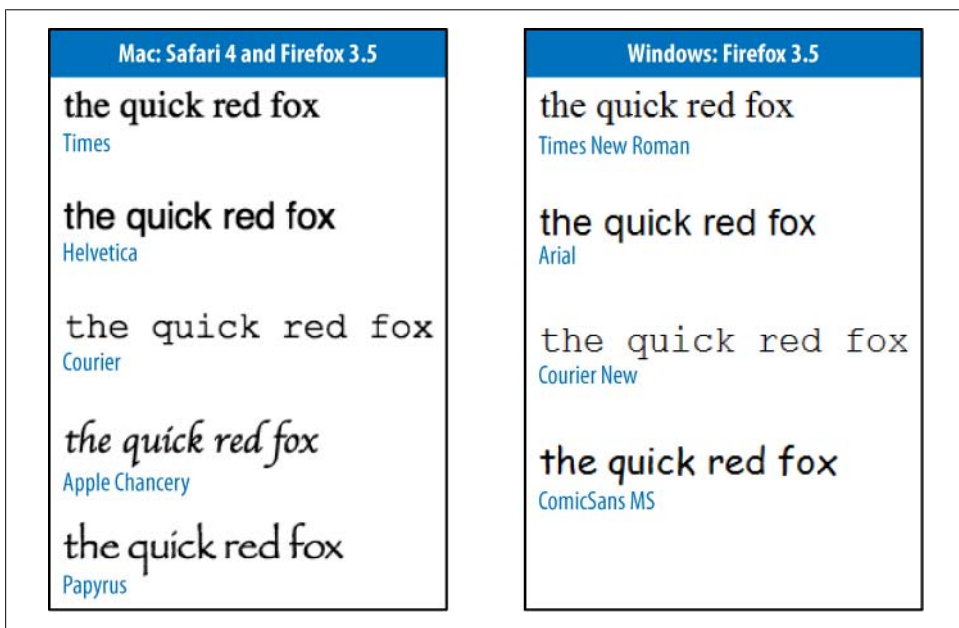 Mac: Safari 4 and Firefox 3.5
the quick red fox
Times
the quick red fox
Helvetica
the quick red fox
Courier
the quick red fox
Apple Chancery
the quick red fox
Papyrus
Windows: Firefox 3.5
the quick red fox
Times New Roman
the quick red fox
Arial
the quick red fox
Courier New
the quick red fox
ComicSans MS